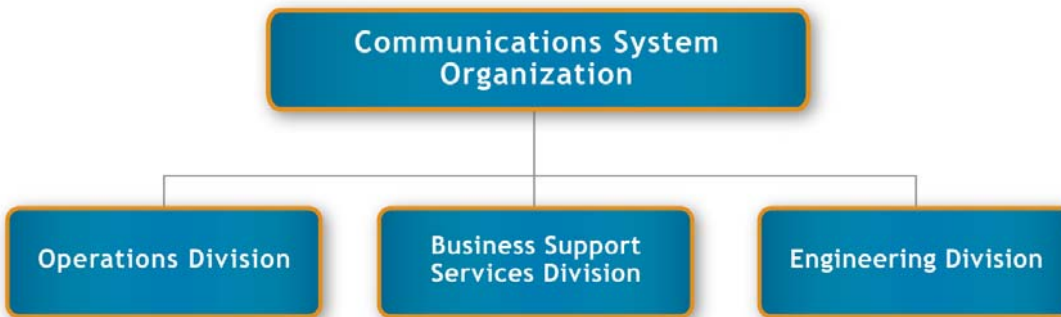 Communications System
Organization
Operations Division
Business Support
Services Division
Engineering Division